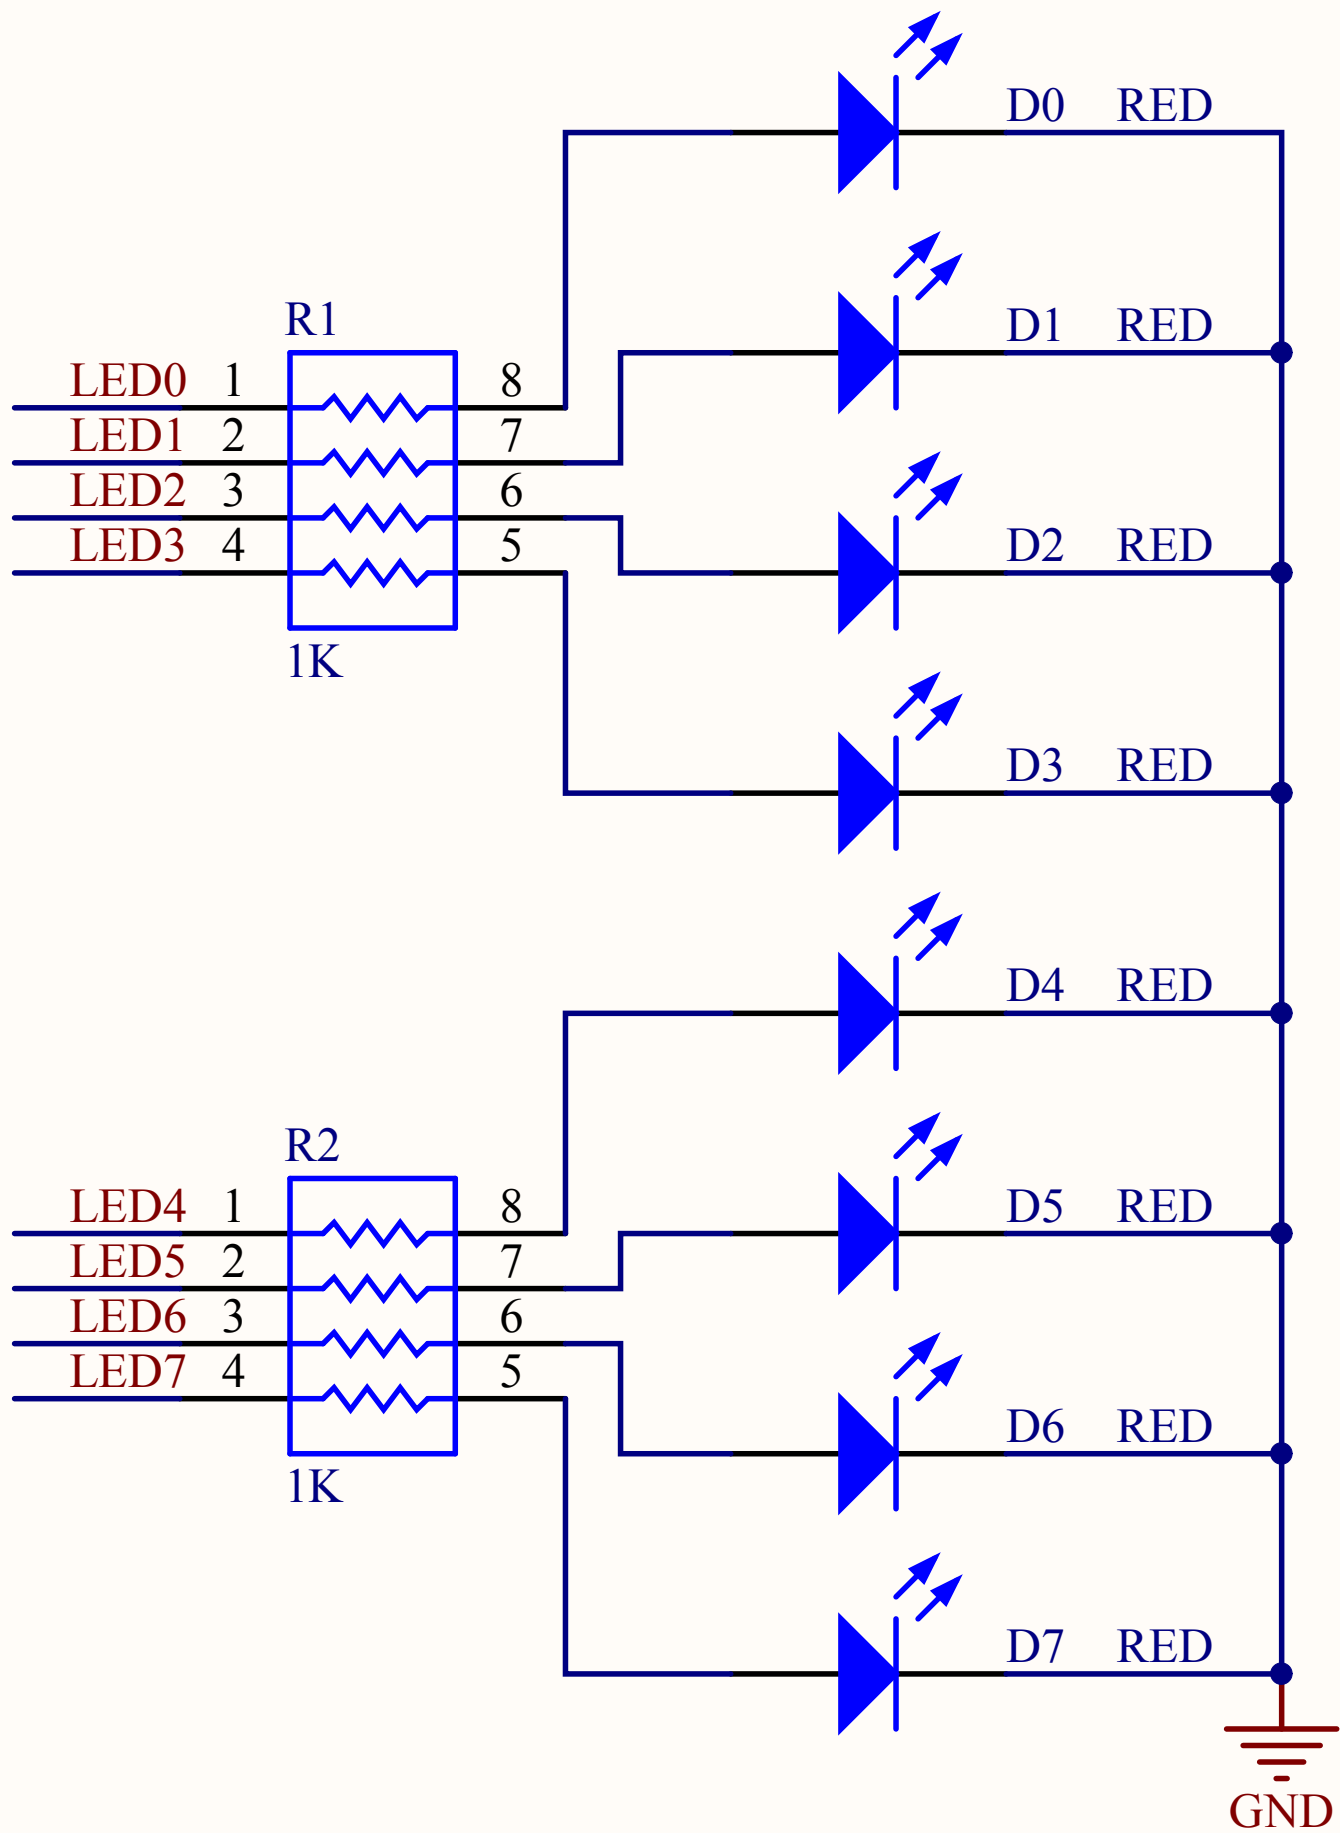 D0 RED
D1 RED
R1
LED0 1 8
LED1 2 7
LED2 3 6
LED3 4 5
D2 RED
1K
D3 RED
D4 RED
R2
LED4 1 8
D5 RED
LED5 2 7
LED6 3 6
LED7 4 5
D6 RED
1K
D7 RED
GND